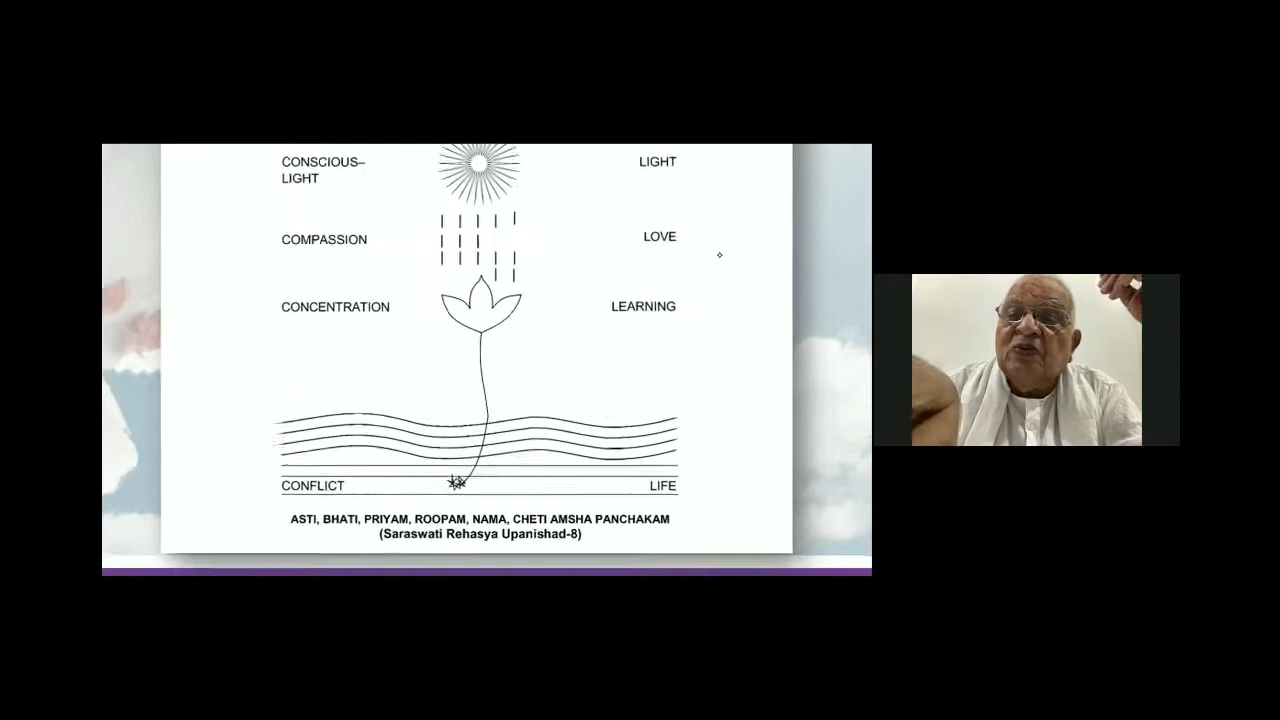 CONSCIOUS–
LIGHT
LIGHT
COMPASSION
LOVE
CONCENTRATION
LEARNING
CONFLICT
LIFE
ASTI, BHATI, PRIYAM, ROOPAM, NAMA, CHETI AMSHA PANCHAKAM
(Saraswati Rehasya Upanishad-8)